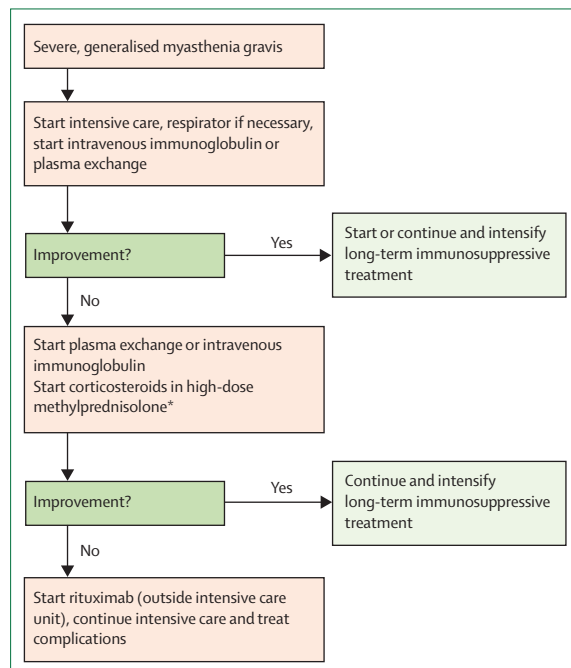 Severe, generalised myasthenia gravis
Start intensive care, respirator if necessary,
start intravenous immunoglobulin or
plasma exchange
Improvement?
Yes
Start or continue and intensify
long-term immunosuppressive
treatment
No
Start plasma exchange or intravenous
immunoglobulin
Start corticosteroids in high-dose
methylprednisolone*
Improvement?
Yes
Continue and intensify
long-term immunosuppressive
treatment
No
Start rituximab (outside intensive care
unit), continue intensive care and treat
complications